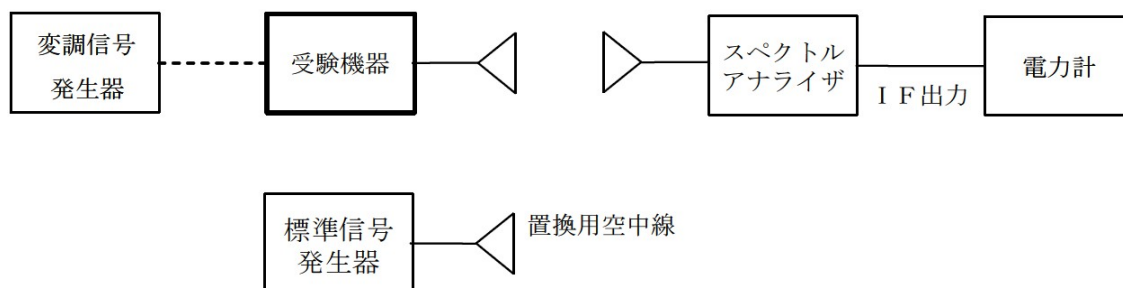 変調信号
発生器
受験機器
スペクトル
アナライザ
ＩＦ出力
電力計
標準信号
発生器
置換用空中線